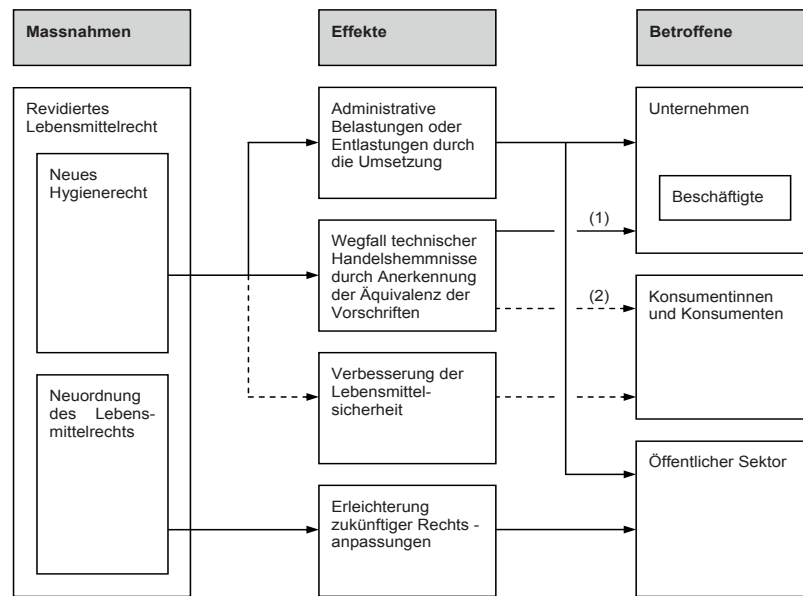 Massnahmen
Effekte
Betroffene
Revidiertes
Lebensmittelrecht
Neues
Hygienerecht
Neuordnung
des Lebens-
mittelrechts
Administrative
Belastungen oder
Entlastungen durch
die Umsetzung
Wegfall technischer
Handelshemmnisse
durch Anerkennung
der Äquivalenz der
Vorschriften
Verbesserung der
Lebensmittel-
sicherheit
Erleichterung
zukünftiger Rechts -
anpassungen
(1)
(2)
Unternehmen
Beschäftigte
Konsumentinnen
und Konsumenten
Öffentlicher Sektor